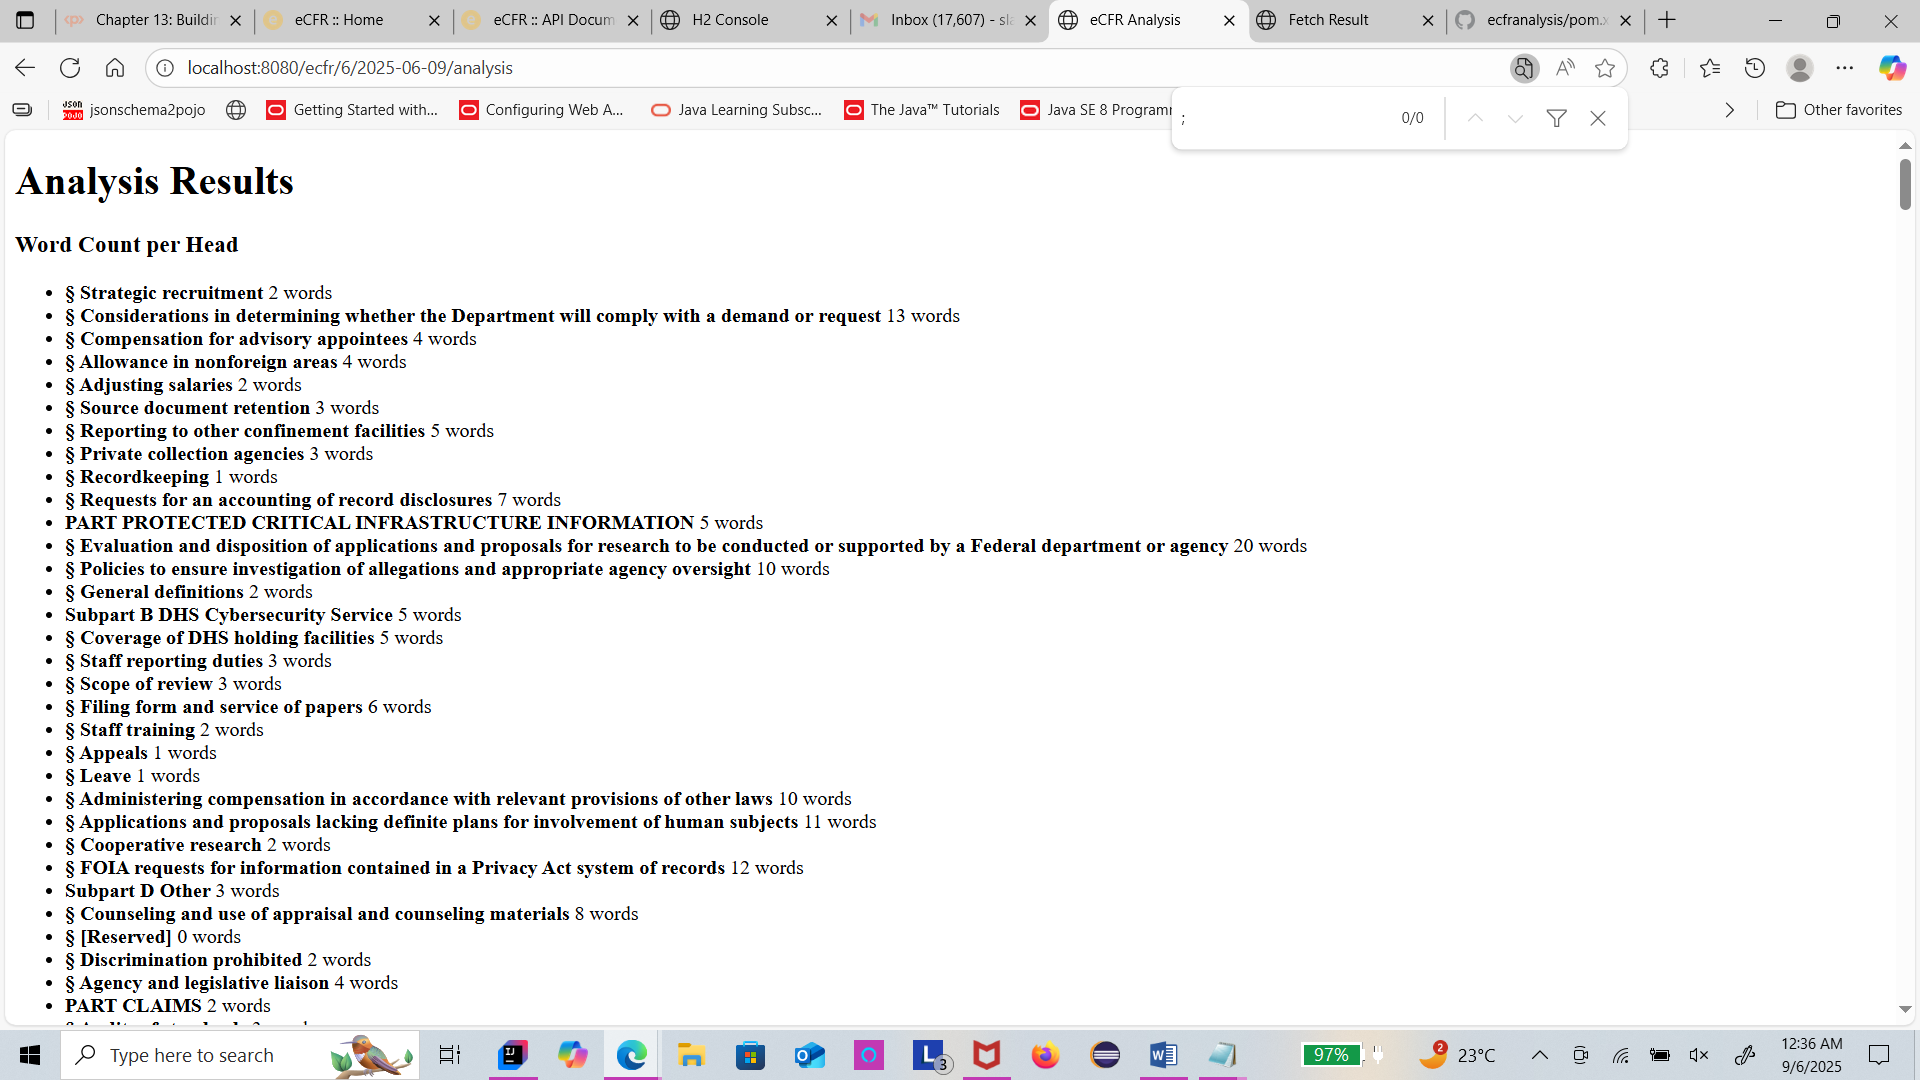 Chapter 13: Buildin
eCFR :: Home
eCFR :: API Docum
H2 Console
Inbox (17,607) - sla
eCFR Analysis
Fetch Result
ecfranalysis/pom.x
localhost:8080/ecfr/6/2025-06-09/analysis
JSON POJO jsonschema2pojo
Getting Started with...
Configuring Web A...
Java Learning Subsc...
The Java™ Tutorials
Java SE 8 Programm
Other favorites
; 0/0
Analysis Results
Word Count per Head
• § Strategic recruitment 2 words
• § Considerations in determining whether the Department will comply with a demand or request 13 words
• § Compensation for advisory appointees 4 words
• § Allowance in nonforeign areas 4 words
• § Adjusting salaries 2 words
• § Source document retention 3 words
• § Reporting to other confinement facilities 5 words
• § Private collection agencies 3 words
• § Recordkeeping 1 words
• § Requests for an accounting of record disclosures 7 words
• PART PROTECTED CRITICAL INFRASTRUCTURE INFORMATION 5 words
• § Evaluation and disposition of applications and proposals for research to be conducted or supported by a Federal department or agency 20 words
• § Policies to ensure investigation of allegations and appropriate agency oversight 10 words
• § General definitions 2 words
• Subpart B DHS Cybersecurity Service 5 words
• § Coverage of DHS holding facilities 5 words
• § Staff reporting duties 3 words
• § Scope of review 3 words
• § Filing form and service of papers 6 words
• § Staff training 2 words
• § Appeals 1 words
• § Leave 1 words
• § Administering compensation in accordance with relevant provisions of other laws 10 words
• § Applications and proposals lacking definite plans for involvement of human subjects 11 words
• § Cooperative research 2 words
• § FOIA requests for information contained in a Privacy Act system of records 12 words
• Subpart D Other 3 words
• § Counseling and use of appraisal and counseling materials 8 words
• § [Reserved] 0 words
• § Discrimination prohibited 2 words
• § Agency and legislative liaison 4 words
• PART CLAIMS 2 words
Type here to search
3
97%
2
23°C
12:36 AM
9/6/2025